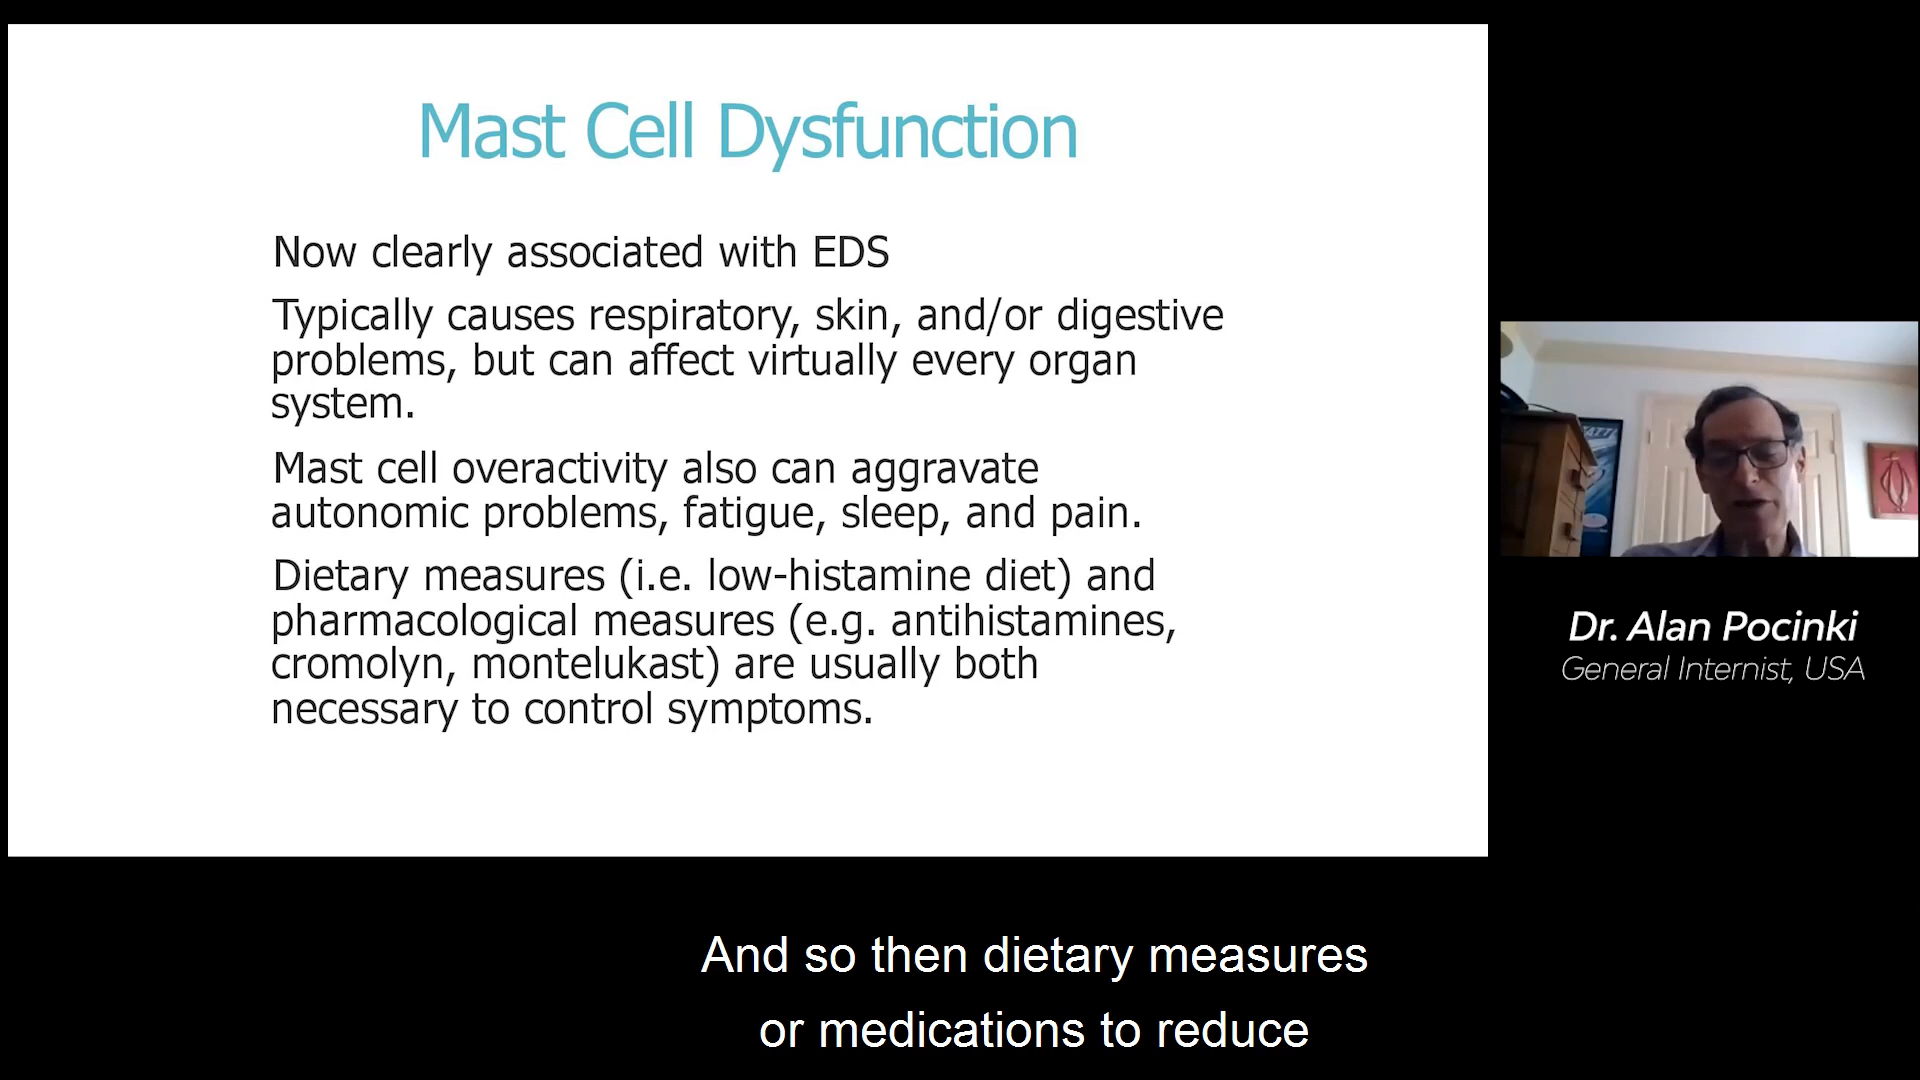 Mast Cell Dysfunction
Now clearly associated with EDS
Typically causes respiratory, skin, and/or digestive
problems, but can affect virtually every organ
system.
Mast cell overactivity also can aggravate
autonomic problems, fatigue, sleep, and pain.
Dietary measures (i.e. low-histamine diet) and
pharmacological measures (e.g. antihistamines,
cromolyn, montelukast) are usually both
necessary to control symptoms.
Dr. Alan Pocinki
General Internist, USA
And so then dietary measures
or medications to reduce